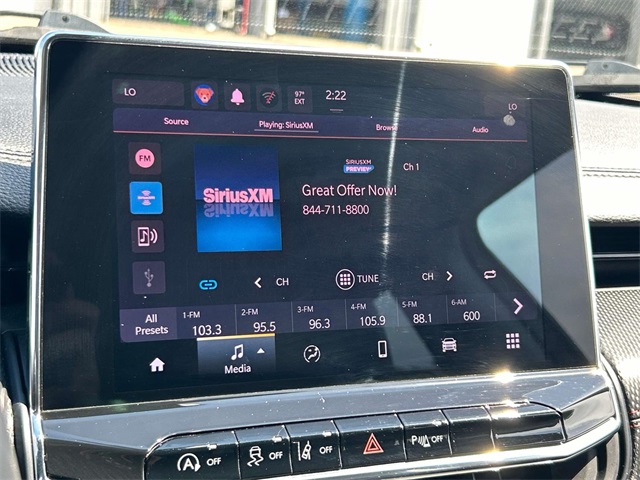 LO
97°
EXT
2:22
LO
Source
Playing: SiriusXM
Browse
Audio
FM
SiriusXM
SIRIUSXM
PREVIEW
Ch 1
Great Offer Now!
844-711-8800
CH
TUNE
CH
All
Presets
1-FM
103.3
2-FM
95.5
3-FM
96.3
4-FM
105.9
5-FM
88.1
6-AM
600
Media
A OFF
OFF
OFF
OFF